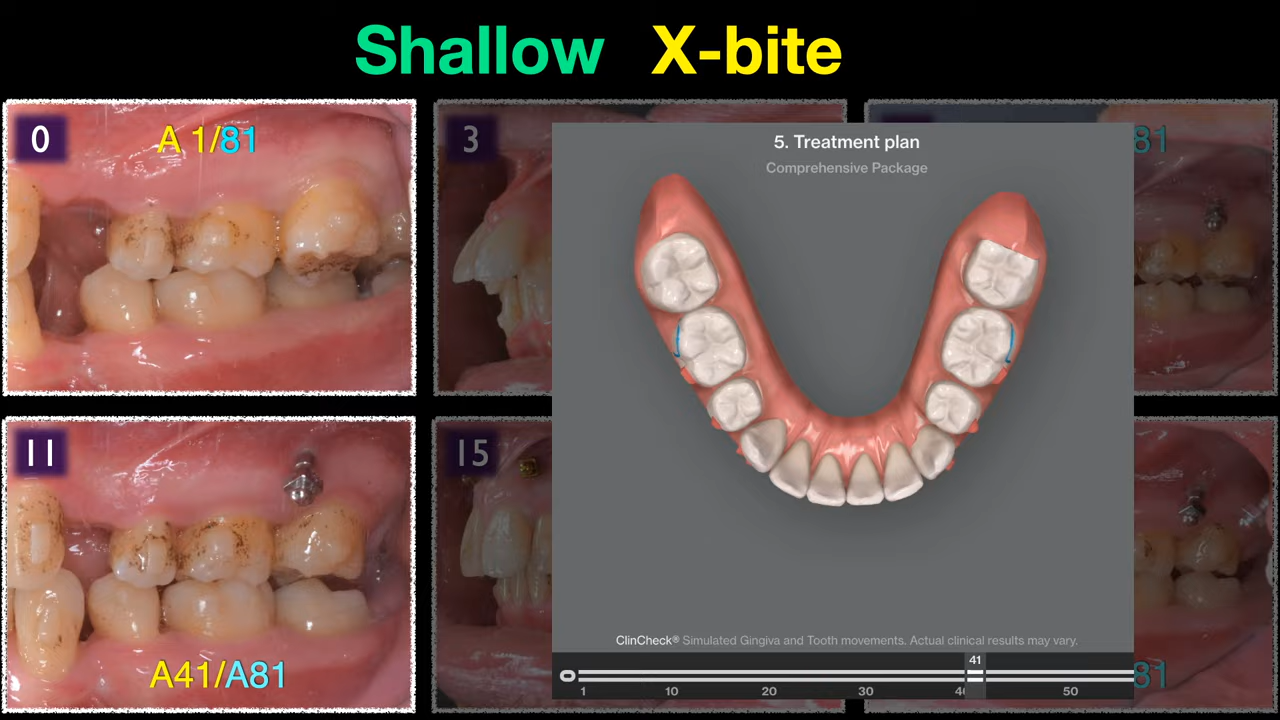 Shallow X-bite
0
A 1/81
3
81
5. Treatment plan
Comprehensive Package
11
A41/A81
15
81
ClinCheck® Simulated Gingiva and Tooth movements. Actual clinical results may vary.
41
1 10 20 30 50